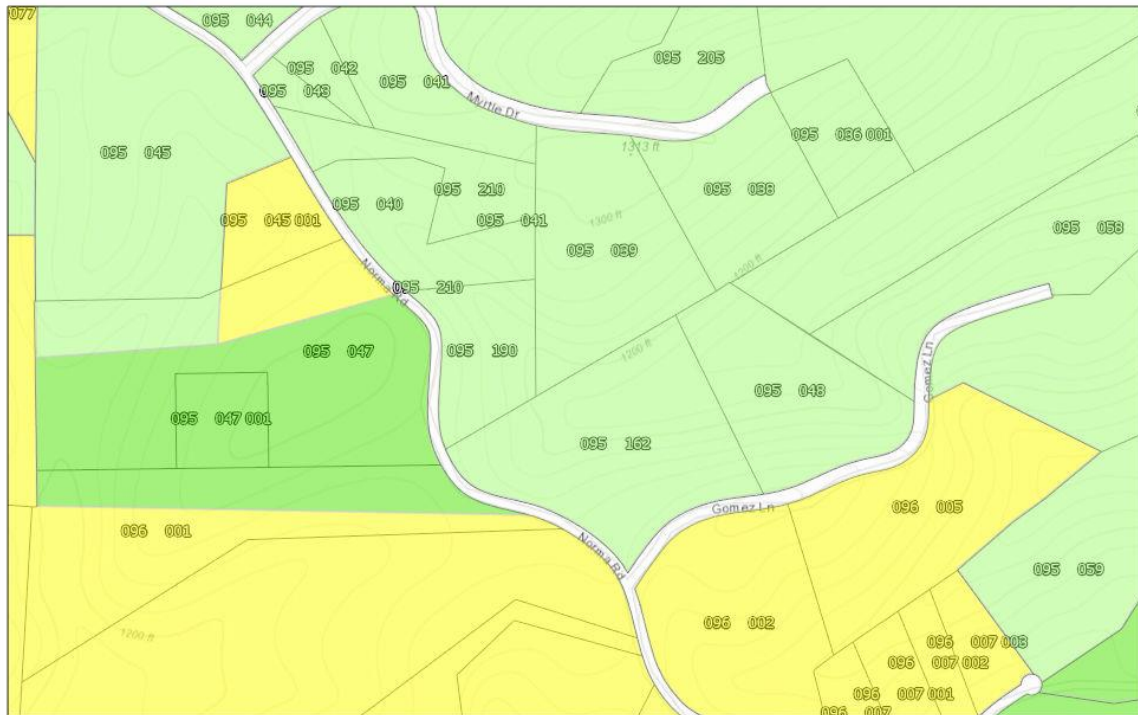 077
095 044
095 042
095 041
095 043
095 205
Myrtle Dr
095 036 001
1313 ft
095 045
095 210
095 038
095 040
095 045 001
095 041
1300 ft
095 058
095 039
1200 ft
Norma Rd
095 210
095 047
095 190
1200 ft
Gomez Ln
095 048
095 047 001
095 162
Gomez Ln
096 005
096 001
Norma Rd
095 059
096 002
1200 ft
096 007 003
096 007 002
096 007 001
096 007